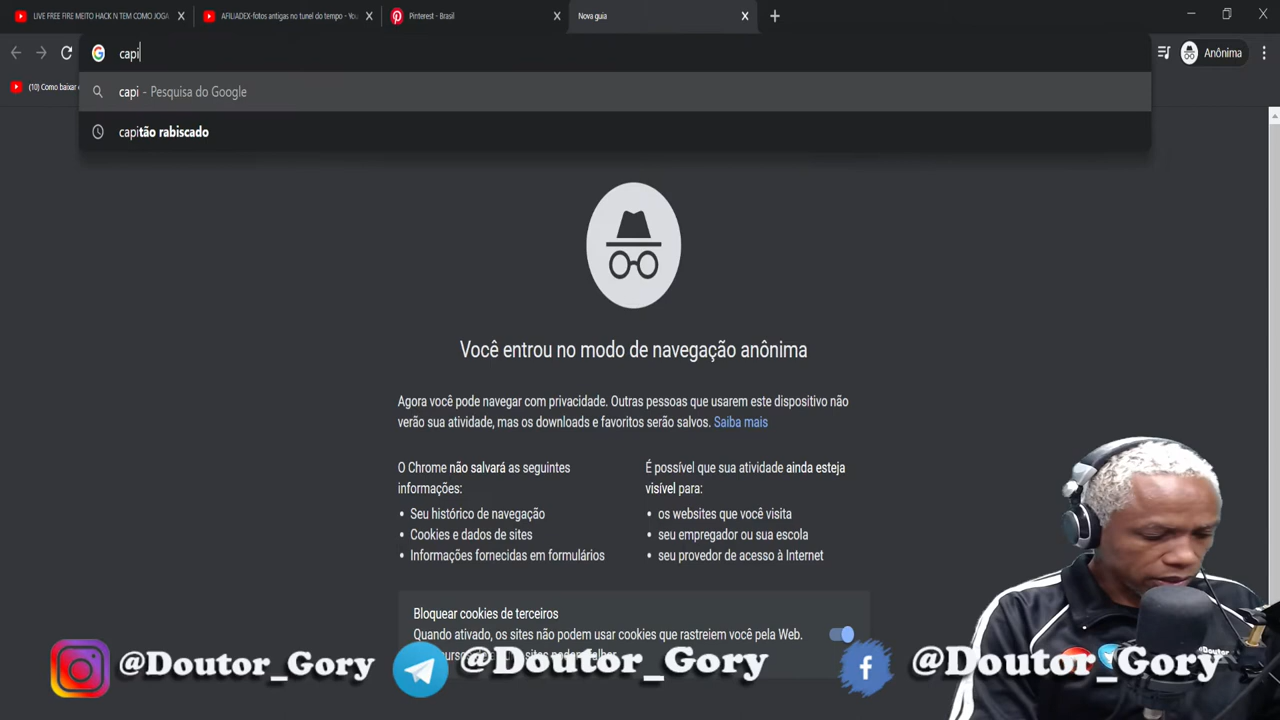 LIVE FREE FIRE MEITO HACK N TEM COMO JOGA
AFILIADEX-fotos antigas no tunel do tempo - You
Pinterest - Brasil
Nova guia
capi
Anônima
(10) Como baixar
capi - Pesquisa do Google
capitão rabiscado
Você entrou no modo de navegação anônima
Agora você pode navegar com privacidade. Outras pessoas que usarem este dispositivo não
verão sua atividade, mas os downloads e favoritos serão salvos. Saiba mais
O Chrome não salvará as seguintes
informações:
• Seu histórico de navegação
• Cookies e dados de sites
• Informações fornecidas em formulários
É possível que sua atividade ainda esteja
visível para:
• os websites que você visita
• seu empregador ou sua escola
• seu provedor de acesso à Internet
Bloquear cookies de terceiros
Quando ativado, os sites não podem usar cookies que rastreiem você pela Web.
@Doutor_Gory
@Doutor_Gory
@Doutor_Gory